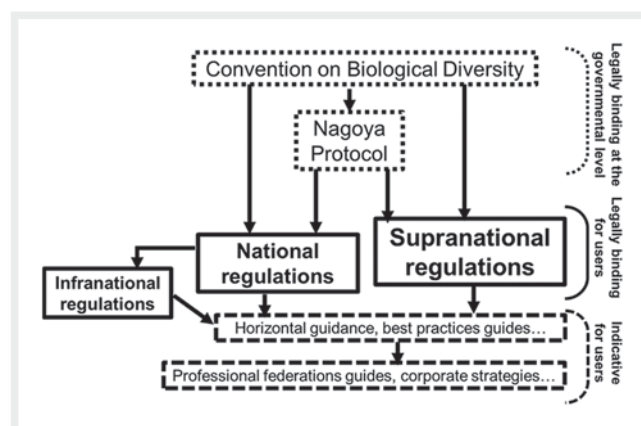 Convention on Biological Diversity
Nagoya
Protocol
Legally binding at the
governmental level
National
regulations
Supranational
regulations
Infranational
regulations
Legally binding
for users
Horizontal guidance, best practices guides...
Professional federations guides, corporate strategies...
Indicative
for users